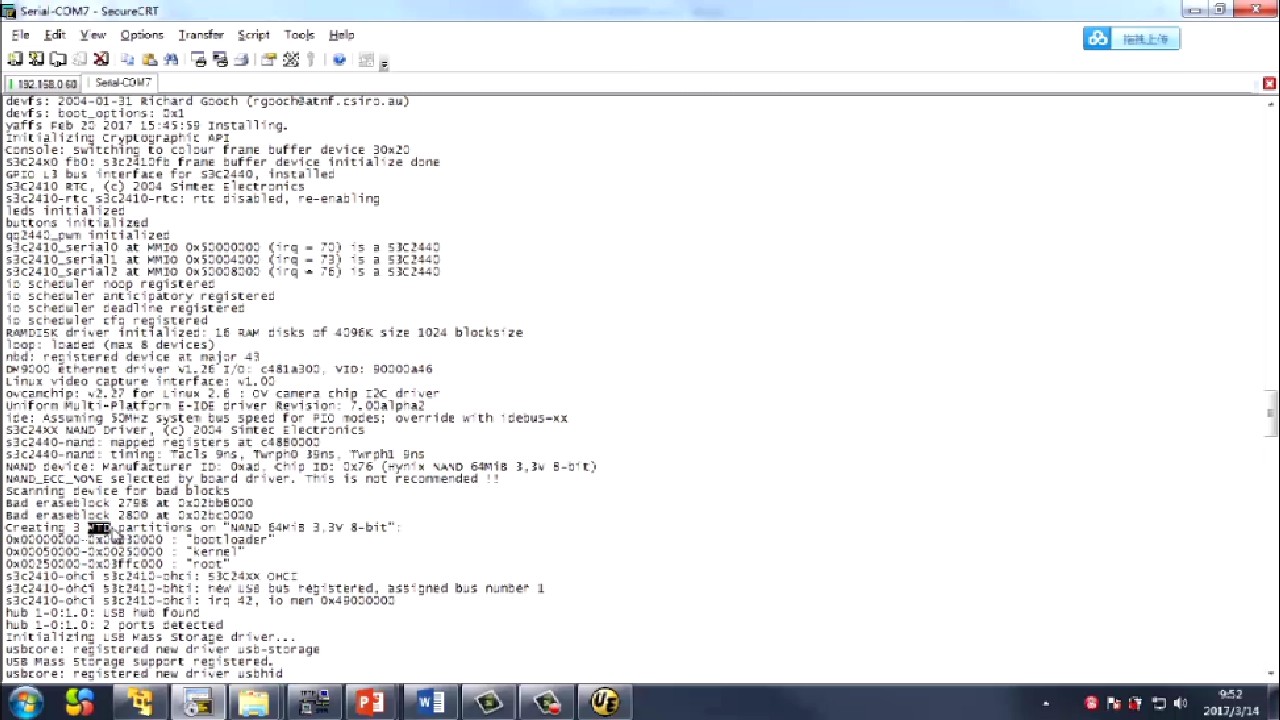 Serial-COM7 - SecureCRT
File Edit View Options Transfer Script Tools Help
拖拽上传
192.168.0.60 Serial-COM7
devfs: 2004-01-31 Richard Gooch (rgooch@atnf.csiro.au)
devfs: boot_options: 0x1
yaffs Feb 20 2017 15:45:59 Installing.
Initializing Cryptographic API
Console: switching to colour frame buffer device 30x20
s3c24x0 fb0: s3c2410fb frame buffer device initialize done
GPIO L3 bus interface for S3C2440, installed
S3C2410 RTC, (c) 2004 Simtec Electronics
s3c2410-rtc s3c2410-rtc: rtc disabled, re-enabling
leds initialized
buttons initialized
qq2440_pwm initialized
s3c2410_serial0 at MMIO 0x50000000 (irq = 70) is a S3C2440
s3c2410_serial1 at MMIO 0x50004000 (irq = 73) is a S3C2440
s3c2410_serial2 at MMIO 0x50008000 (irq = 76) is a S3C2440
io scheduler noop registered
io scheduler anticipatory registered
io scheduler deadline registered
io scheduler cfq registered
RAMDISK driver initialized: 16 RAM disks of 4096K size 1024 blocksize
loop: loaded (max 8 devices)
nbd: registered device at major 43
DM9000 ethernet driver v1.28 I/O: c481a300, VID: 90000a46
Linux video capture interface: v1.00
ovcamchip: v2.27 for Linux 2.6 : OV camera chip I2C driver
Uniform Multi-Platform E-IDE driver Revision: 7.00alpha2
ide: Assuming 50MHz system bus speed for PIO modes; override with idebus=xx
S3C24XX NAND Driver, (c) 2004 Simtec Electronics
s3c2440-nand: mapped registers at c4880000
s3c2440-nand: timing: Tacls 9ns, Twrph0 39ns, Twrph1 9ns
NAND device: Manufacturer ID: 0xad, Chip ID: 0x76 (Hynix NAND 64MiB 3,3V 8-bit)
NAND_ECC_NONE selected by board driver. This is not recommended !!
Scanning device for bad blocks
Bad eraseblock 2798 at 0x02bb8000
Bad eraseblock 2800 at 0x02bc0000
Creating 3 MTD partitions on "NAND 64MiB 3,3V 8-bit":
: "bootloader"
0x00050000-0x00250000 : "kernel"
0x00250000-0x03ffc000 : "root"
s3c2410-ohci s3c2410-ohci: S3C24XX OHCI
s3c2410-ohci s3c2410-ohci: new USB bus registered, assigned bus number 1
s3c2410-ohci s3c2410-ohci: irq 42, io mem 0x49000000
hub 1-0:1.0: USB hub found
hub 1-0:1.0: 2 ports detected
Initializing USB Mass Storage driver...
usbcore: registered new driver usb-storage
USB Mass Storage support registered.
usbcore: registered new driver usbhid
9:52
2017/3/14